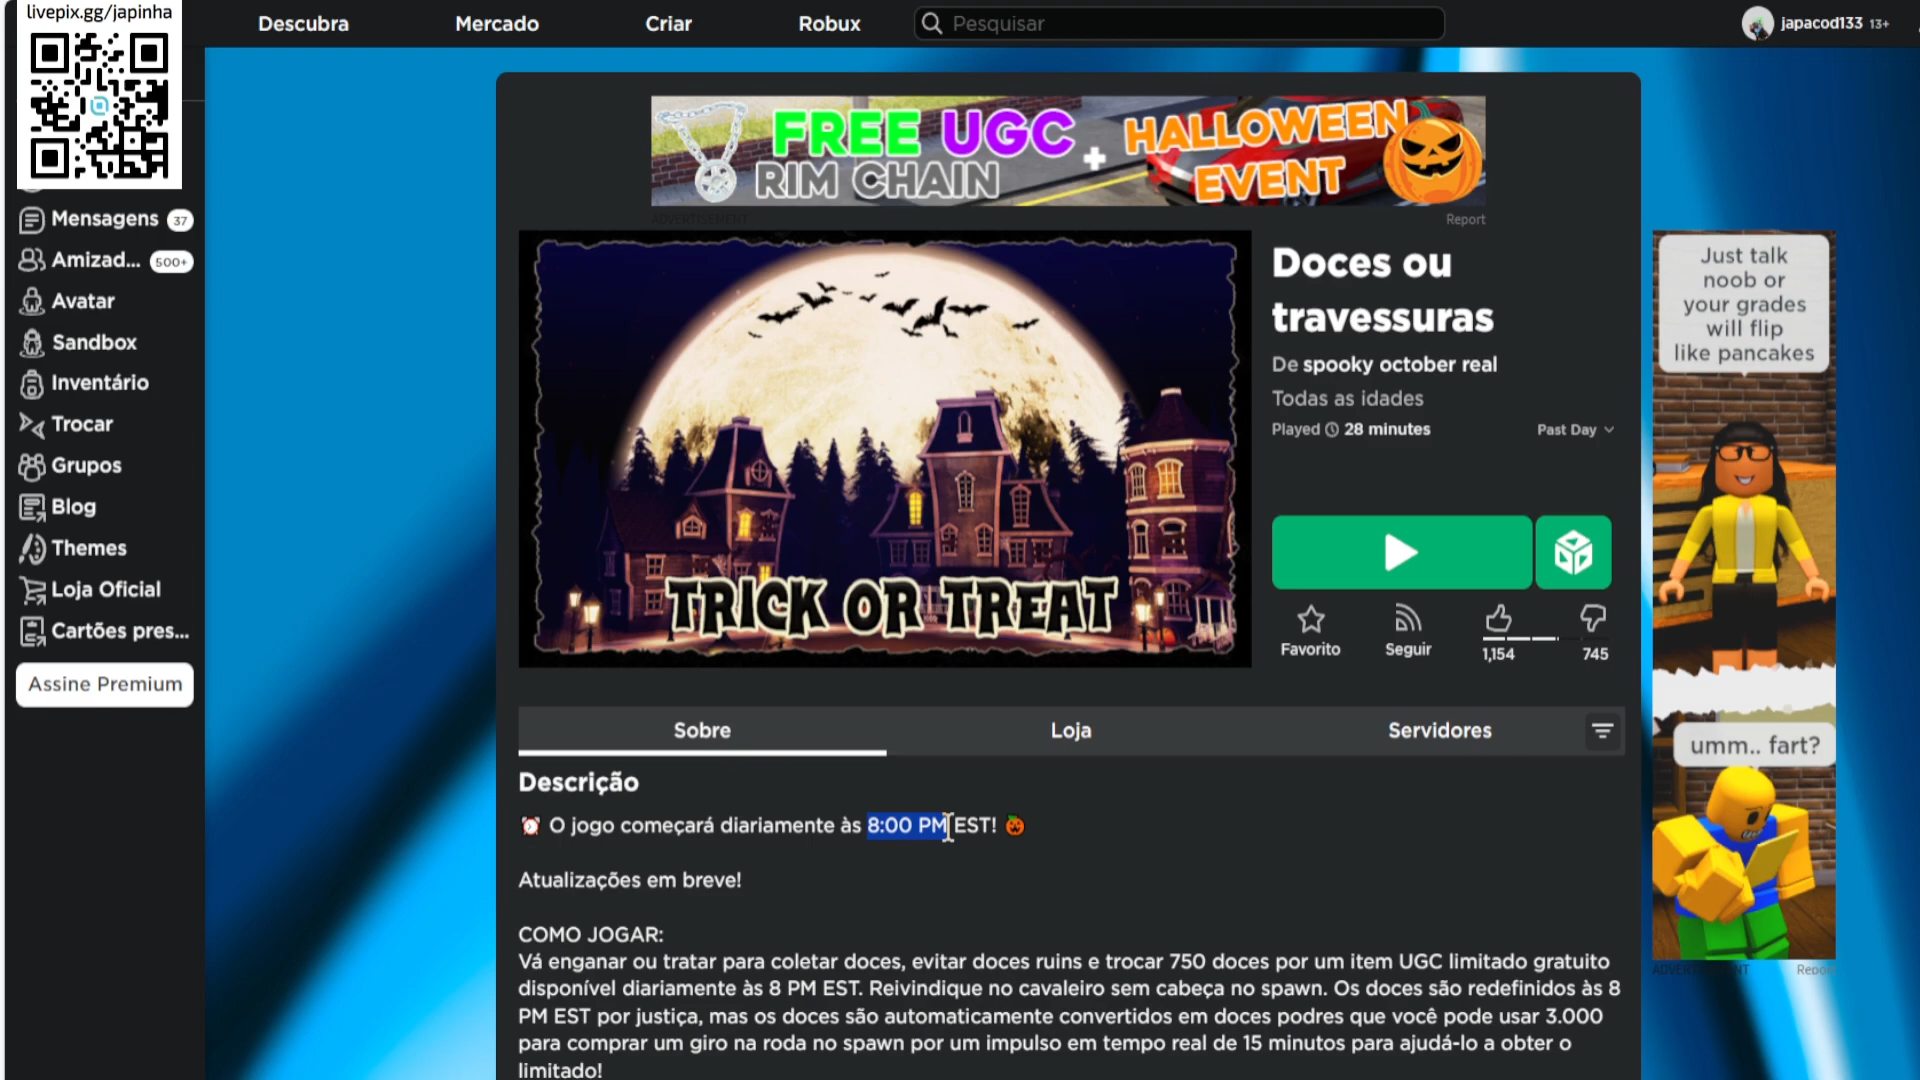 livepix.gg/japinha
Descubra
Mercado
Criar
Robux
Pesquisar
japacod133 13+
Mensagens 37
Amizad... 500+
Avatar
Sandbox
Inventário
Trocar
Grupos
Blog
Themes
Loja Oficial
Cartões pres...
Assine Premium
FREE UGC
RIM CHAIN
+
HALLOWEEN
EVENT
ADVERTISEMENT
Report
TRICK OR TREAT
Doces ou
travessuras
De spooky october real
Todas as idades
Played 28 minutes
Past Day
Favorito
Seguir
1,154
745
Sobre
Loja
Servidores
Descrição
⏰ O jogo começará diariamente às 8:00 PM EST! 🎃
Atualizações em breve!
COMO JOGAR:
Vá enganar ou tratar para coletar doces, evitar doces ruins e trocar 750 doces por um item UGC limitado gratuito
disponível diariamente às 8 PM EST. Reivindique no cavaleiro sem cabeça no spawn. Os doces são redefinidos às 8
PM EST por justiça, mas os doces são automaticamente convertidos em doces podres que você pode usar 3.000
para comprar um giro na roda no spawn por um impulso em tempo real de 15 minutos para ajudá-lo a obter o
limitado!
Just talk
noob or
your grades
will flip
like pancakes
umm.. fart?
ADVERTISEMENT
Report